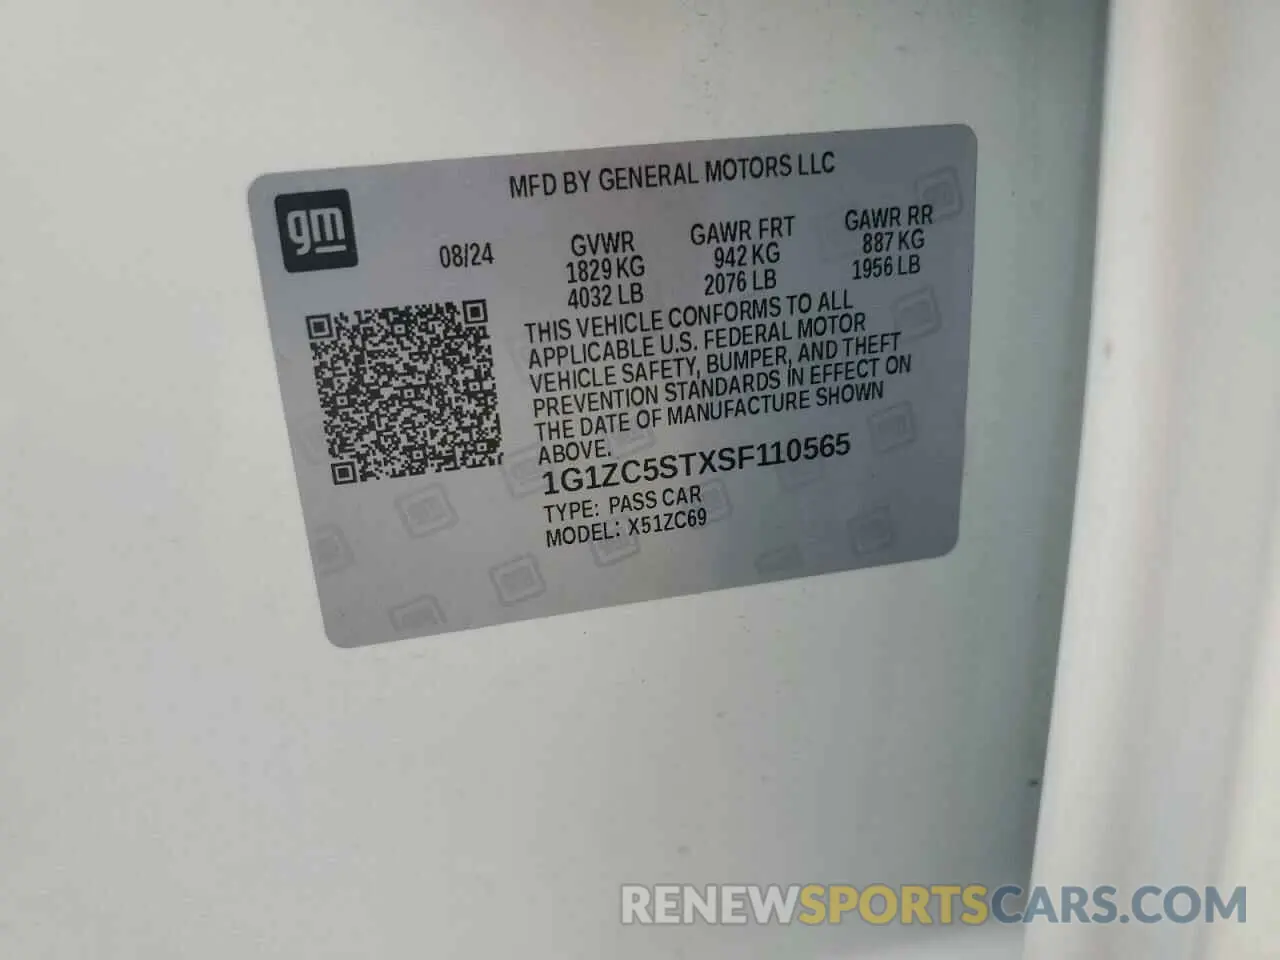 MFD BY GENERAL MOTORS LLC
gm
08/24
GVWR
1829 KG
4032 LB
GAWR FRT
942 KG
2076 LB
GAWR RR
887 KG
1956 LB
THIS VEHICLE CONFORMS TO ALL
APPLICABLE U.S. FEDERAL MOTOR
VEHICLE SAFETY, BUMPER, AND THEFT
PREVENTION STANDARDS IN EFFECT ON
THE DATE OF MANUFACTURE SHOWN
ABOVE.
1G1ZC5STXSF110565
TYPE: PASS CAR
MODEL: X51ZC69
RENEWSPORTSCARS.COM